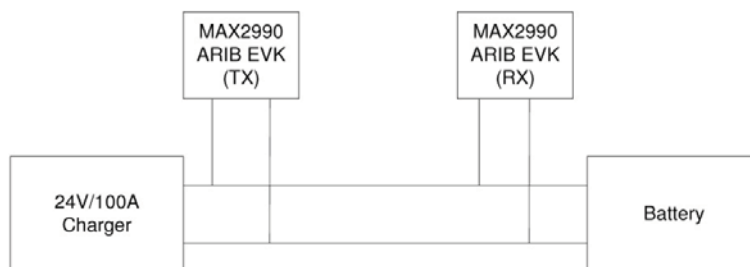 MAX2990
ARIB EVK
(TX)
MAX2990
ARIB EVK
(RX)
24V/100A
Charger
Battery